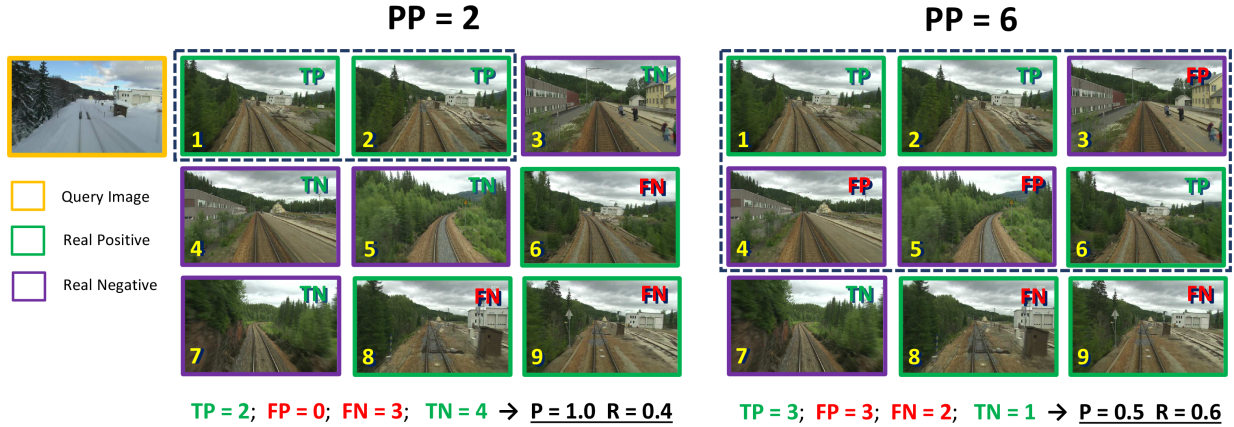 PP = 2
PP = 6
TP
TP
TN
1
2
3
TP
TP
FP
1
2
3
Query Image
Real Positive
Real Negative
TN
TN
FN
4
5
6
FP
FP
TP
4
5
6
TN
FN
FN
7
8
9
TN
FN
FN
7
8
9
TP = 2; FP = 0; FN = 3; TN = 4 → P = 1.0 R = 0.4
TP = 3; FP = 3; FN = 2; TN = 1 → P = 0.5 R = 0.6